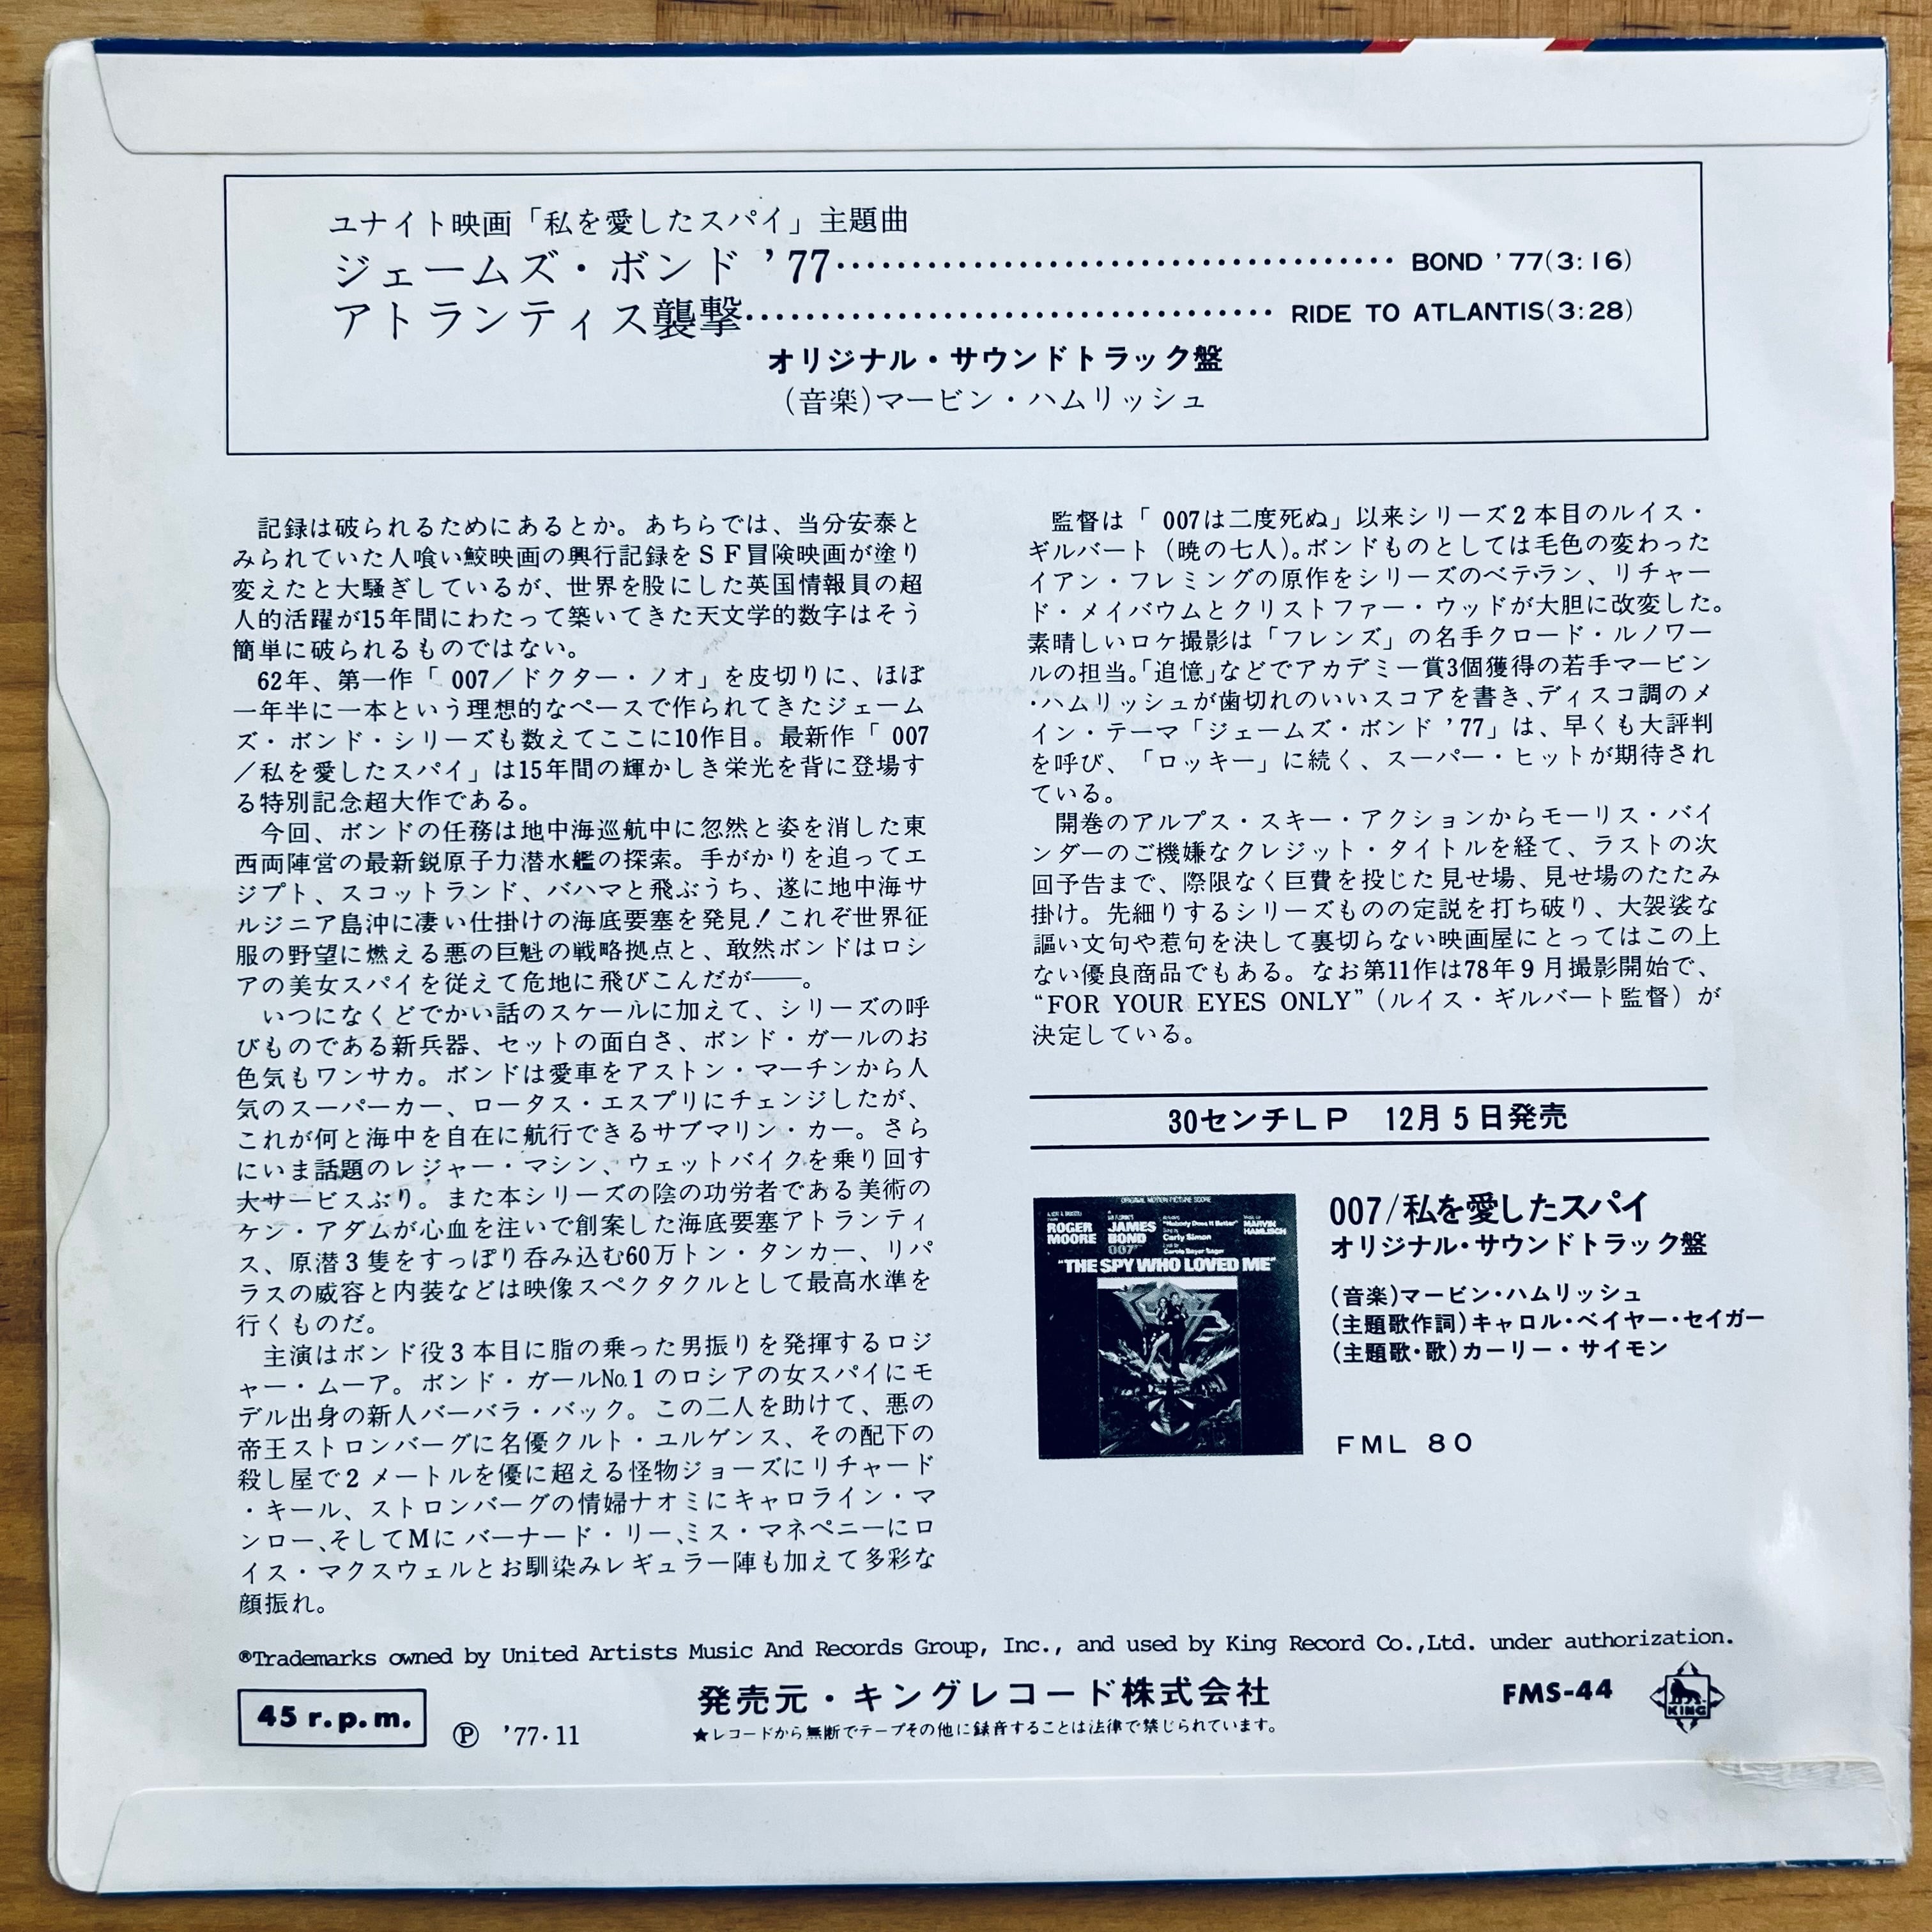 ユナイト映画「私を愛したスパイ」主題曲
ジェームズ・ボンド ’77……………………………… BOND ’77(3:16)
アトランティス襲撃…………………………… RIDE TO ATLANTIS(3:28)
オリジナル・サウンドトラック盤
(音楽)マービン・ハムリッシュ
記録は破られるためにあるとか。あちらでは、当分安泰と
みられていた人喰い鮫映画の興行記録をＳＦ冒険映画が塗り
変えたと大騒ぎしているが、世界を股にした英国情報員の超
人的活躍が15年間にわたって築いてきた天文学的数字はそう
簡単に破られるものではない。
62年、第一作「 007／ドクター・ノオ」を皮切りに、ほぼ
一年半に一本という理想的なペースで作られてきたジェーム
ズ・ボンド・シリーズも数えてここに10作目。最新作「 007
／私を愛したスパイ」は15年間の輝かしき栄光を背に登場す
る特別記念超大作である。
今回、ボンドの任務は地中海巡航中に忽然と姿を消した東
西両陣営の最新鋭原子力潜水艦の探索。手がかりを追ってエ
ジプト、スコットランド、バハマと飛ぶうち、遂に地中海サ
ルジニア島沖に凄い仕掛けの海底要塞を発見！これぞ世界征
服の野望に燃える悪の巨魁の戦略拠点と、敢然ボンドはロシ
アの美女スパイを従えて危地に飛びこんだが――。
いつになくどでかい話のスケールに加えて、シリーズの呼
びものである新兵器、セットの面白さ、ボンド・ガールのお
色気もワンサカ。ボンドは愛車をアストン・マーチンから人
気のスーパーカー、ロータス・エスプリにチェンジしたが、
これが何と海中を自在に航行できるサブマリン・カー。さら
にいま話題のレジャー・マシン、ウェットバイクを乗り回す
大サービスぶり。また本シリーズの陰の功労者である美術の
ケン・アダムが心血を注いで創案した海底要塞アトランティ
ス、原潜3隻をすっぽり呑み込む60万トン・タンカー、リパ
ラスの威容と内装などは映像スペクタクルとして最高水準を
行くものだ。
主演はボンド役3本目に脂の乗った男振りを発揮するロジ
ャー・ムーア。ボンド・ガールNo.1のロシアの女スパイにモ
デル出身の新人バーバラ・バック。この二人を助けて、悪の
帝王ストロンバーグに名優クルト・ユルゲンス、その配下の
殺し屋で2メートルを優に超える怪物ジョーズにリチャード
・キール、ストロンバーグの情婦ナオミにキャロライン・マ
ンロー、そしてMに バーナード・リー、ミス・マネペニーにロ
イス・マクスウェルとお馴染みレギュラー陣も加えて多彩な
顔振れ。
監督は「 007は二度死ぬ」以来シリーズ2本目のルイス・
ギルバート（暁の七人）。ボンドものとしては毛色の変わった
イアン・フレミングの原作をシリーズのベテラン、リチャー
ド・メイバウムとクリストファー・ウッドが大胆に改変した。
素晴しいロケ撮影は「フレンズ」の名手クロード・ルノワー
ルの担当。「追憶」などでアカデミー賞3個獲得の若手マービン
・ハムリッシュが歯切れのいいスコアを書き、ディスコ調のメ
イン・テーマ「ジェームズ・ボンド ’77」は、早くも大評判
を呼び、「ロッキー」に続く、スーパー・ヒットが期待され
ている。
開巻のアルプス・スキー・アクションからモーリス・バイ
ンダーのご機嫌なクレジット・タイトルを経て、ラストの次
回予告まで、際限なく巨費を投じた見せ場、見せ場のたたみ
掛け。先細りするシリーズものの定説を打ち破り、大袈裟な
謳い文句や惹句を決して裏切らない映画屋にとってはこの上
ない優良商品でもある。なお第11作は78年9月撮影開始で、
“FOR YOUR EYES ONLY”（ルイス・ギルバート監督）が
決定している。
30センチＬＰ 12月5日発売
ORIGINAL MOTION PICTURE SCORE
ROGER MOORE
JAMES BOND 007
"Nobody Does It Better"
Carly Simon
Carole Bayer Sager
MARVIN HAMLISCH
"THE SPY WHO LOVED ME"
007/私を愛したスパイ
オリジナル・サウンドトラック盤
(音楽)マービン・ハムリッシュ
(主題歌作詞)キャロル・ベイヤー・セイガー
(主題歌・歌)カーリー・サイモン
FML 80
®Trademarks owned by United Artists Music And Records Group, Inc., and used by King Record Co.,Ltd. under authorization.
45 r.p.m.
Ⓟ ’77・11
発売元・キングレコード株式会社
★レコードから無断でテープその他に録音することは法律で禁じられています。
FMS-44
KING